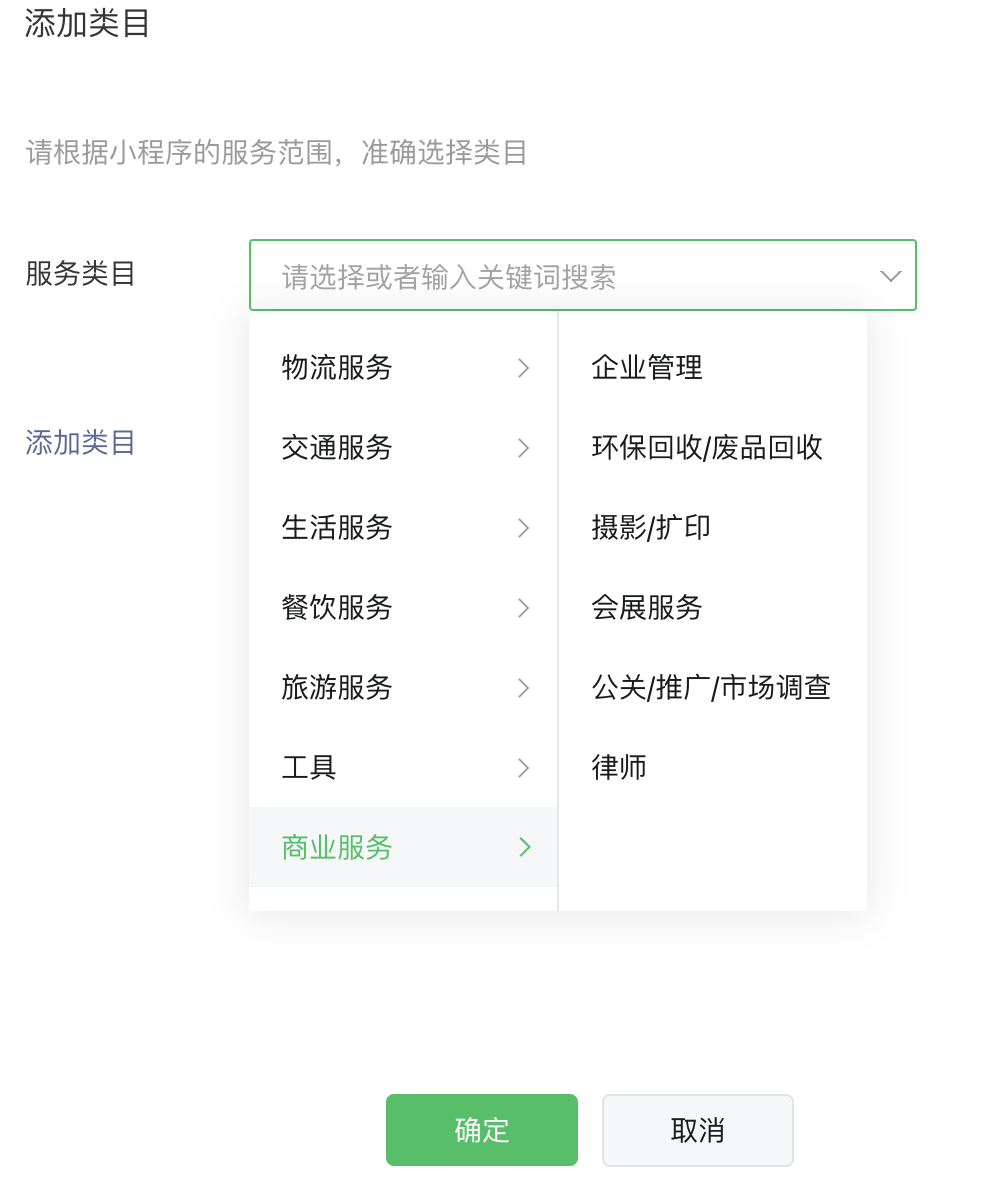 添加类目
请根据小程序的服务范围，准确选择类目
服务类目
请选择或者输入关键词搜索
物流服务
企业管理
交通服务
环保回收/废品回收
添加类目
生活服务
摄影/扩印
餐饮服务
会展服务
旅游服务
公关/推广/市场调查
工具
律师
商业服务
确定
取消